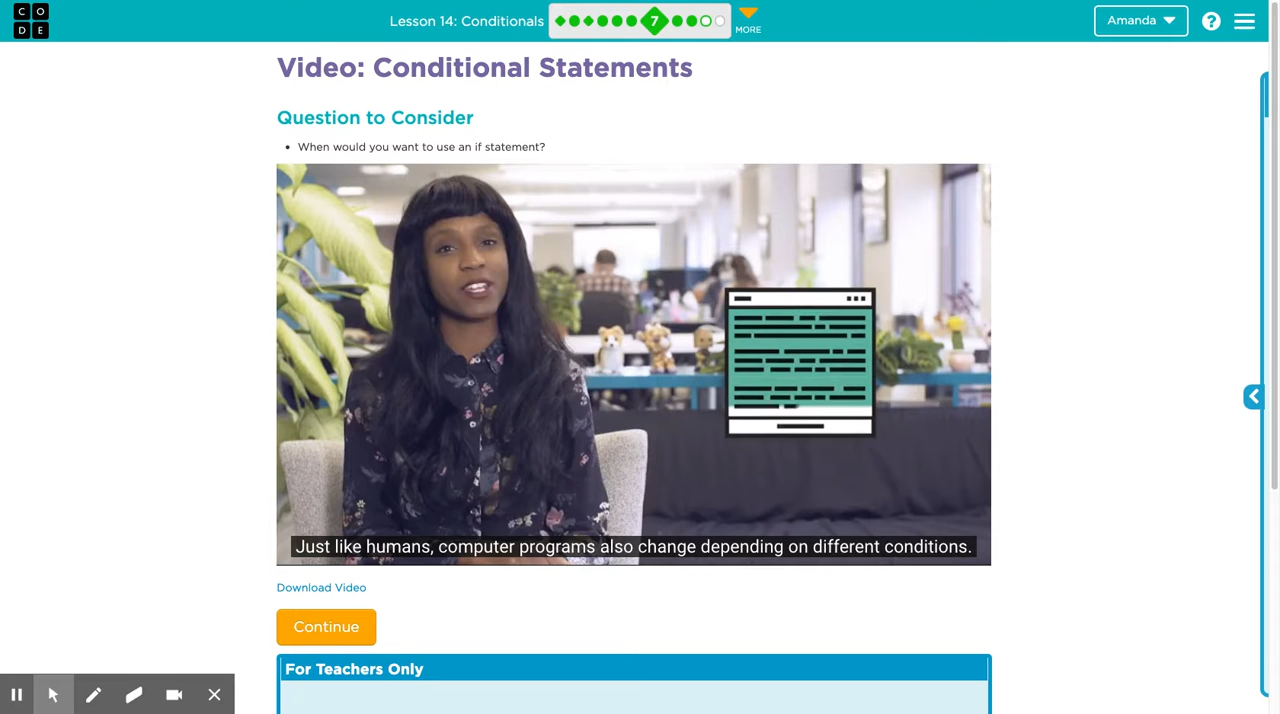 CODE
Lesson 14: Conditionals
7
MORE
Amanda
?
Video: Conditional Statements
Question to Consider
• When would you want to use an if statement?
Just like humans, computer programs also change depending on different conditions.
Download Video
Continue
For Teachers Only